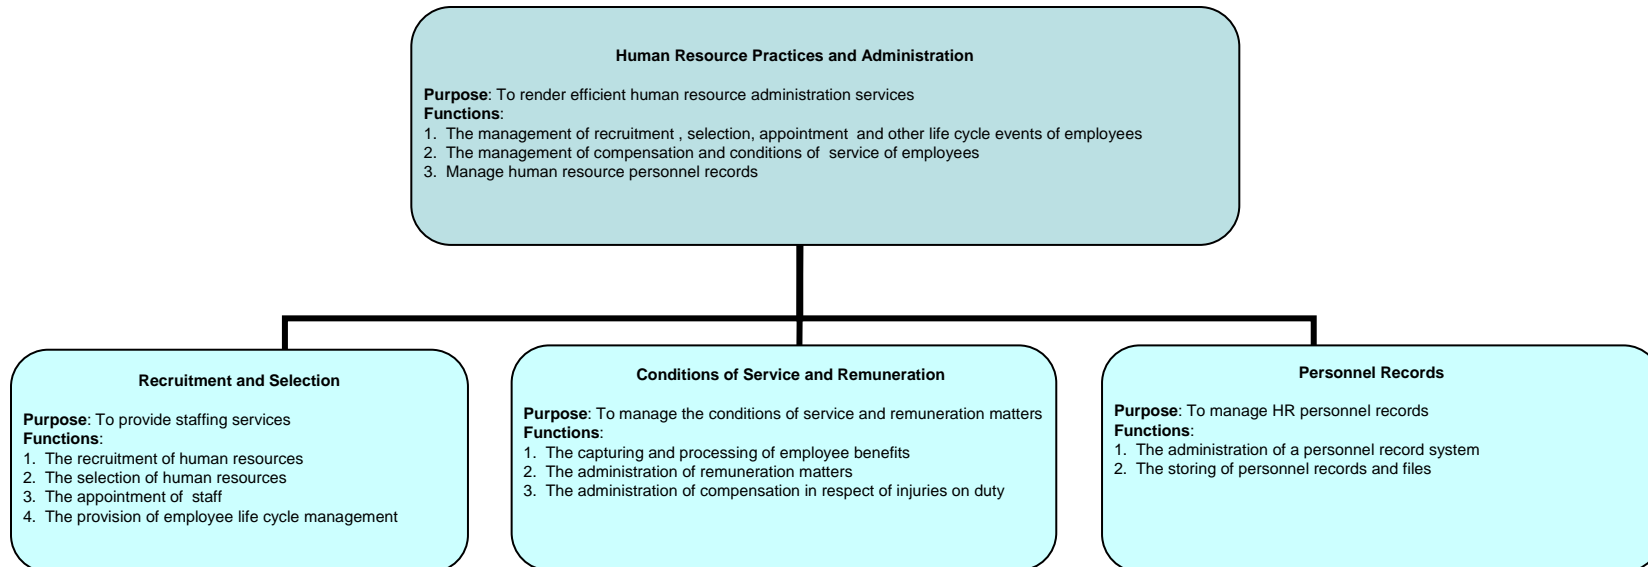 Human Resource Practices and Administration
Purpose: To render efficient human resource administration services
Functions:
1. The management of recruitment , selection, appointment and other life cycle events of employees
2. The management of compensation and conditions of service of employees
3. Manage human resource personnel records
Recruitment and Selection
Purpose: To provide staffing services
Functions:
1. The recruitment of human resources
2. The selection of human resources
3. The appointment of staff
4. The provision of employee life cycle management
Conditions of Service and Remuneration
Purpose: To manage the conditions of service and remuneration matters
Functions:
1. The capturing and processing of employee benefits
2. The administration of remuneration matters
3. The administration of compensation in respect of injuries on duty
Personnel Records
Purpose: To manage HR personnel records
Functions:
1. The administration of a personnel record system
2. The storing of personnel records and files